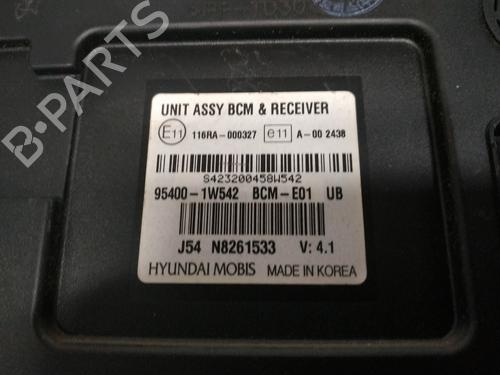 UNIT ASSY BCM & RECEIVER
E11 116RA-000327 e11 A-00 2438
S423200458W542
95400-1W542 BCM-E01 UB
J54 N8261533 V: 4.1
HYUNDAI MOBIS MADE IN KOREA
B-PARTS